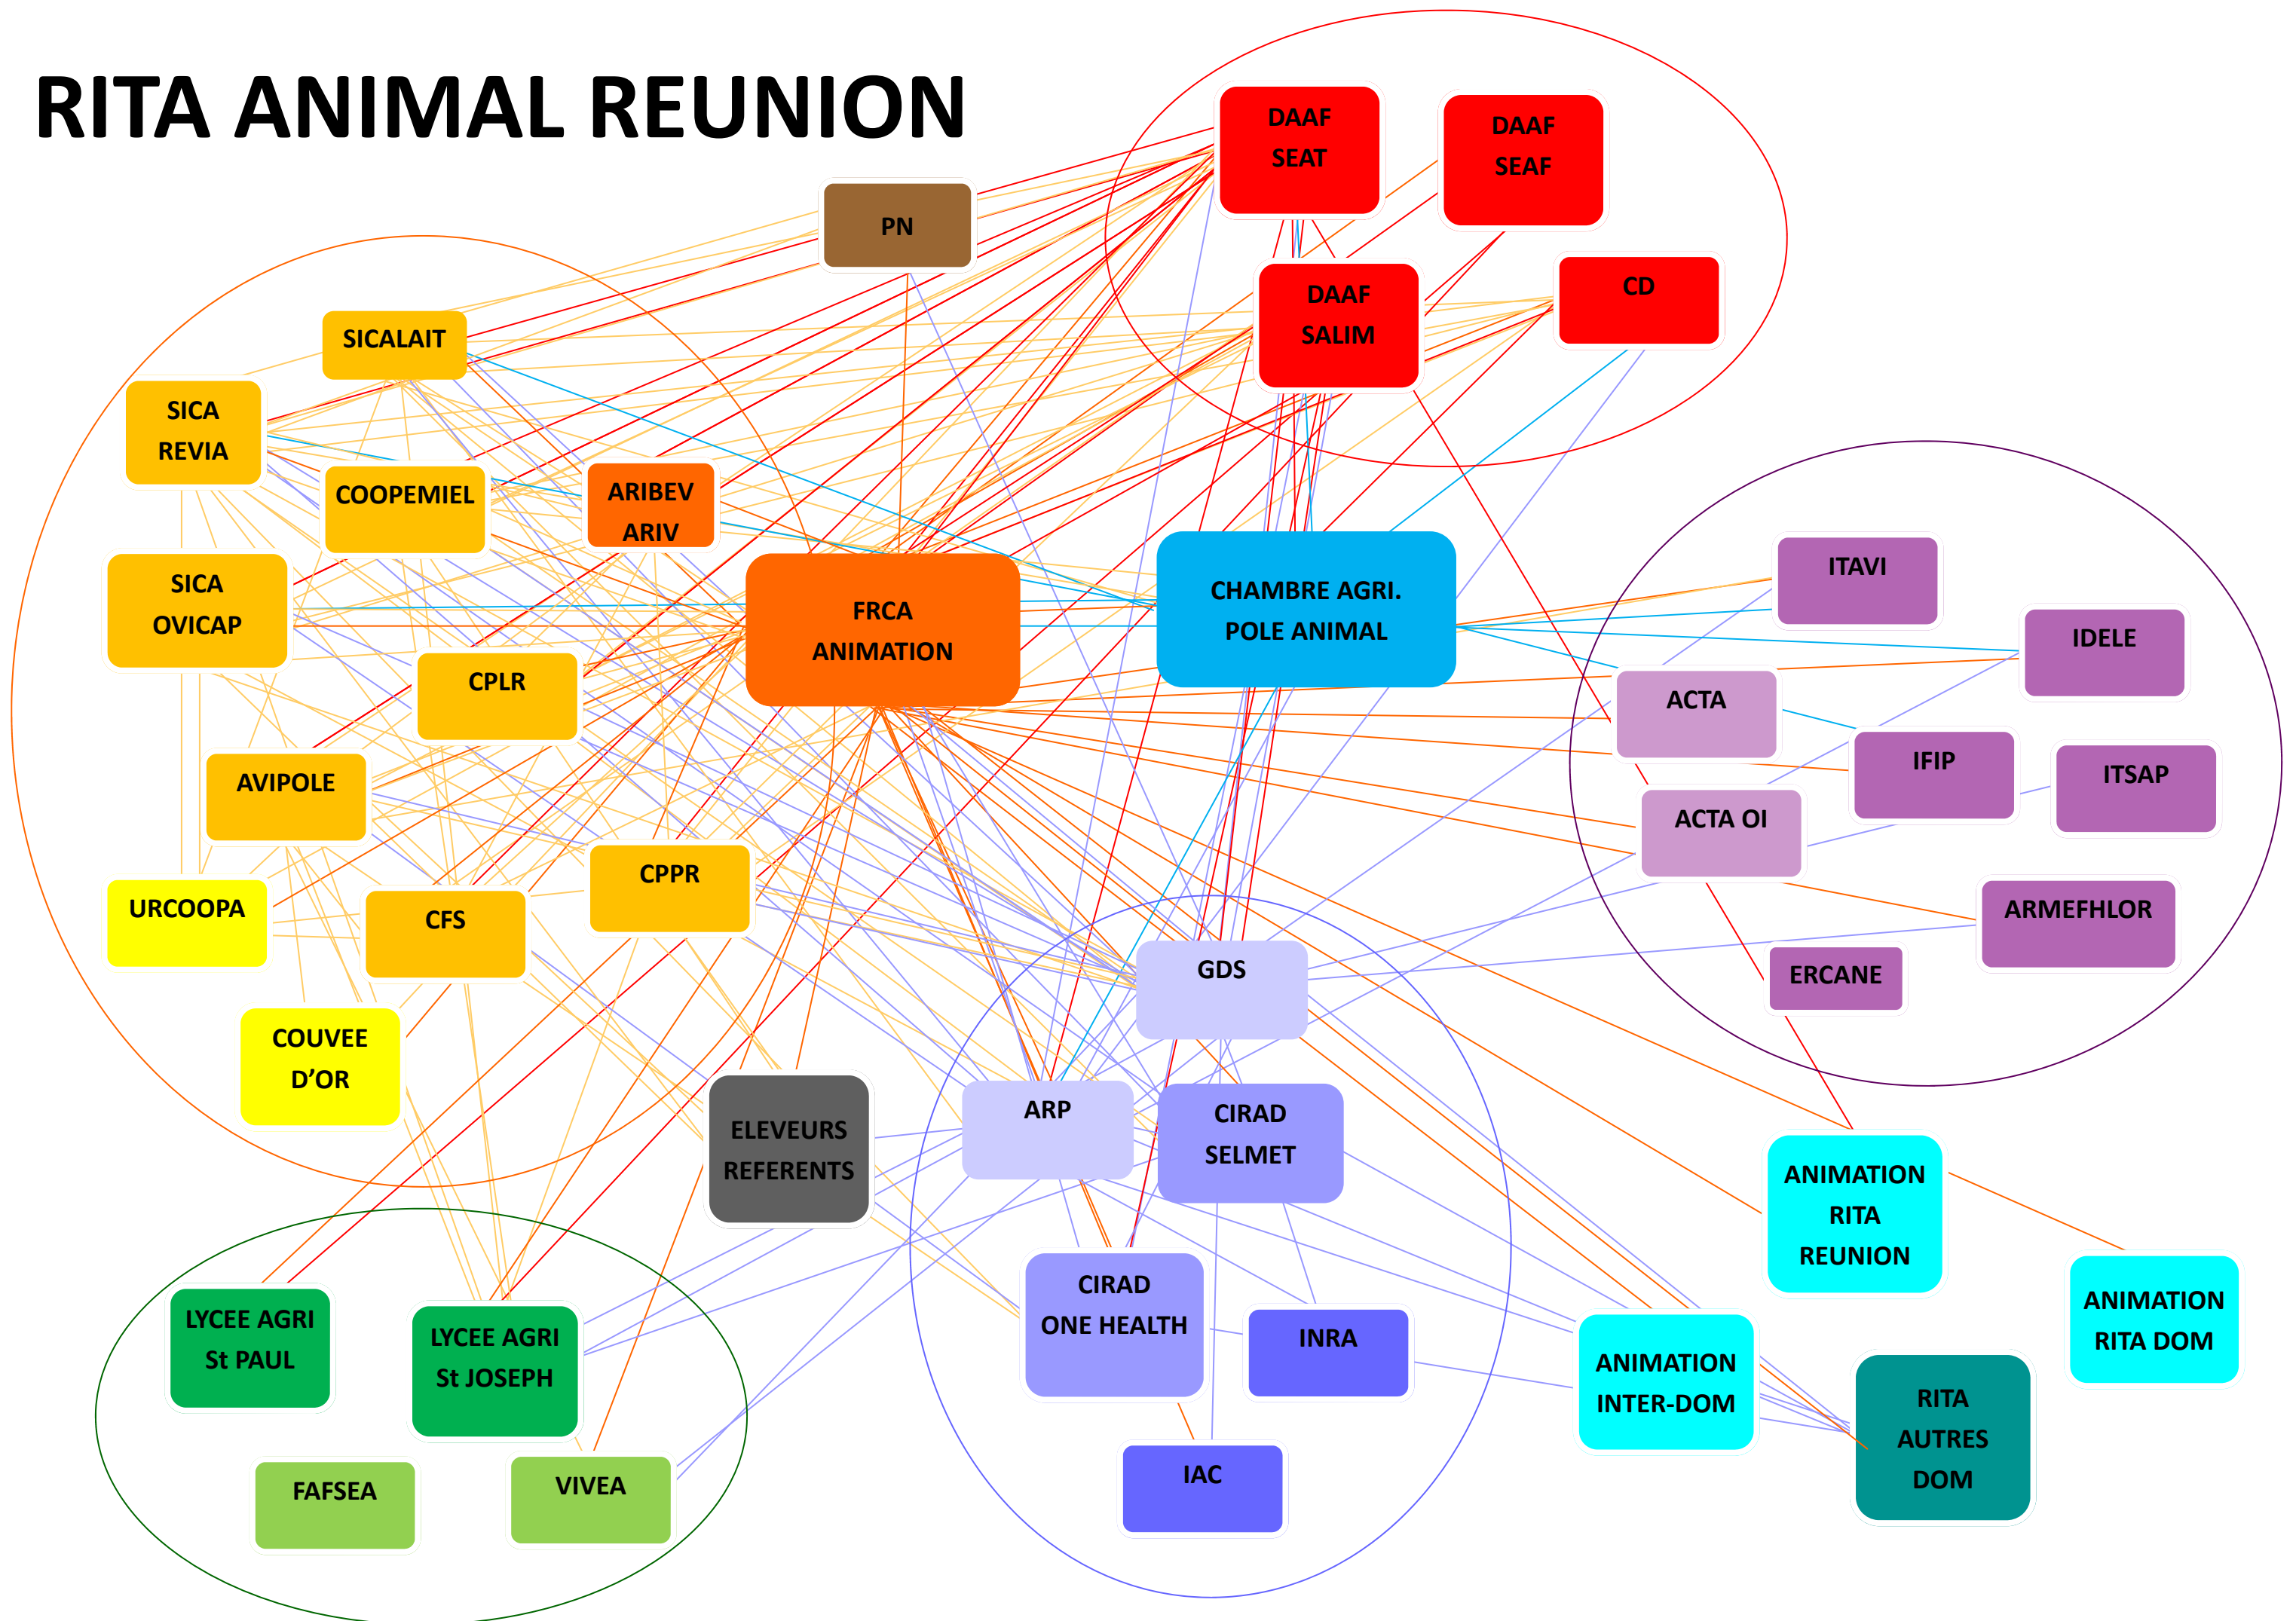 RITA ANIMAL REUNION
DAAF
SEAT
DAAF
SEAF
PN
DAAF
SALIM
CD
SICALAIT
SICA
REVIA
COOPEMIEL
ARIBEV
ARIV
SICA
OVICAP
FRCA
ANIMATION
CHAMBRE AGRI.
POLE ANIMAL
ITAVI
IDELE
CPLR
ACTA
AVIPOLE
IFIP
ITSAP
ACTA OI
CPPR
URCOOPA
CFS
ARMEFHLOR
GDS
ERCANE
COUVEE
D’OR
ELEVEURS
REFERENTS
ARP
CIRAD
SELMET
ANIMATION
RITA
REUNION
LYCEE AGRI
St PAUL
LYCEE AGRI
St JOSEPH
CIRAD
ONE HEALTH
INRA
ANIMATION
INTER-DOM
ANIMATION
RITA DOM
RITA
AUTRES
DOM
FAFSEA
VIVEA
IAC